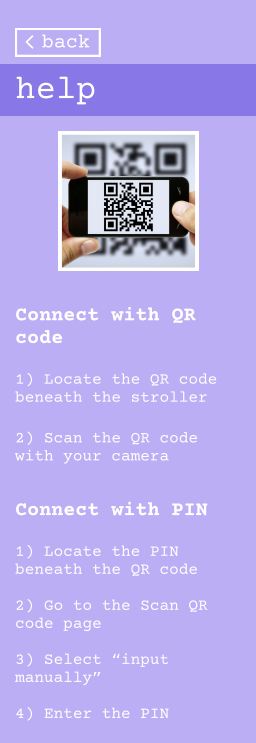 < back
help
Connect with QR
code
1) Locate the QR code
beneath the stroller
2) Scan the QR code
with your camera
Connect with PIN
1) Locate the PIN
beneath the QR code
2) Go to the Scan QR
code page
3) Select “input
manually”
4) Enter the PIN